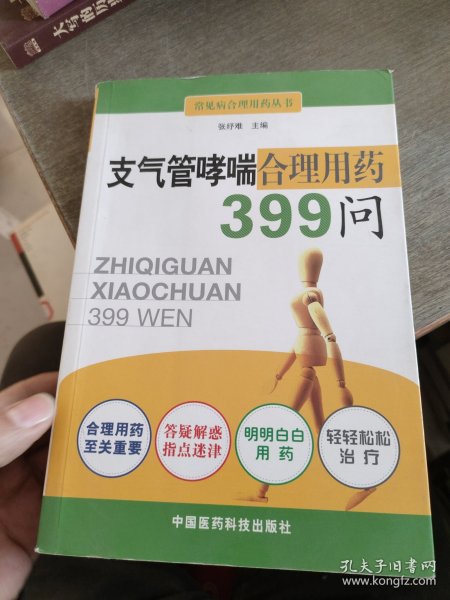 大写的历
常见病合理用药丛书
张纾难 主编
支气管哮喘合理用药
399问
ZHIQIGUAN
XIAOCHUAN
399 WEN
合理用药
至关重要
答疑解惑
指点迷津
明明白白
用药
轻轻松松
治疗
中国医药科技出版社
孔夫子旧书网
www.kongfz.com